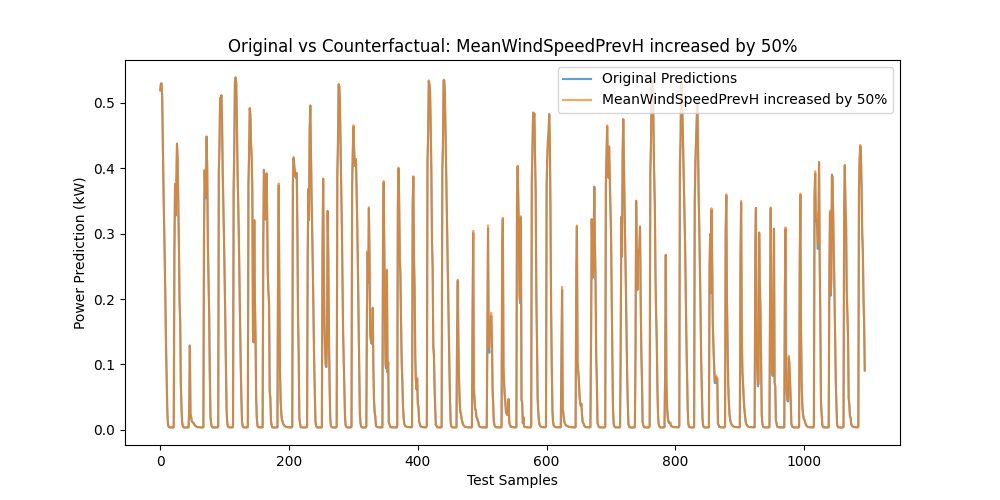 Original vs Counterfactual: MeanWindSpeedPrevH increased by 50%
Original Predictions
MeanWindSpeedPrevH increased by 50%
Power Prediction (kW)
0.5
0.4
0.3
0.2
0.1
0.0
0 200 400 600 800 1000
Test Samples